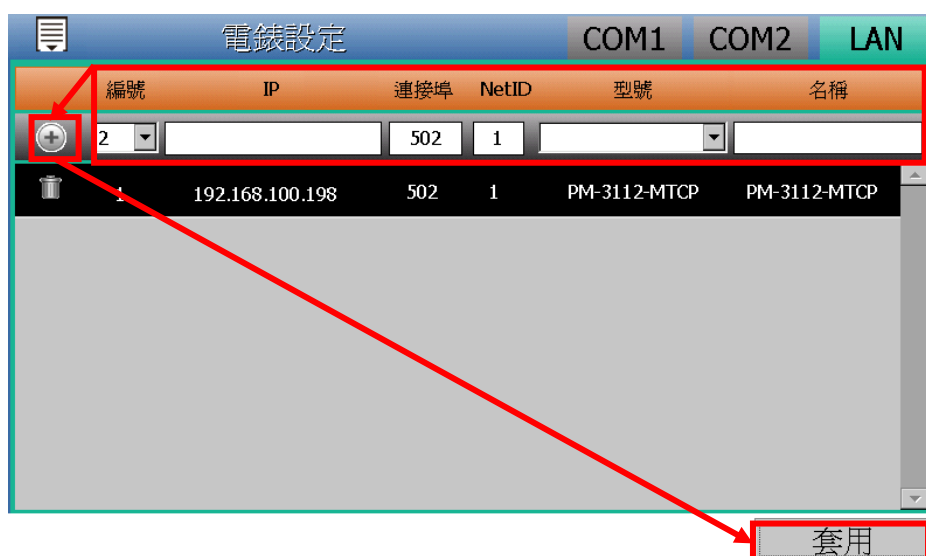 電錶設定 COM1 COM2 LAN
編號 IP 連接埠 NetID 型號 名稱
2 502 1
1 192.168.100.198 502 1 PM-3112-MTCP PM-3112-MTCP
套用